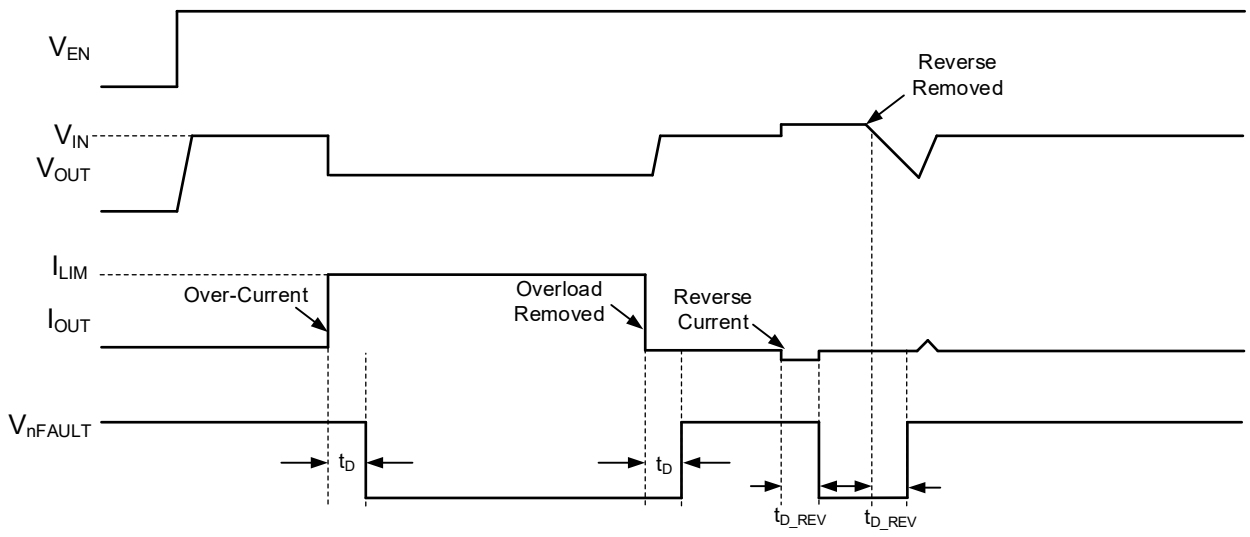 V_EN
Reverse
Removed
V_IN
V_OUT
I_LIM
Over-Current
Overload
Removed
Reverse
Current
I_OUT
V_nFAULT
t_D
t_D
t_D_REV
t_D_REV